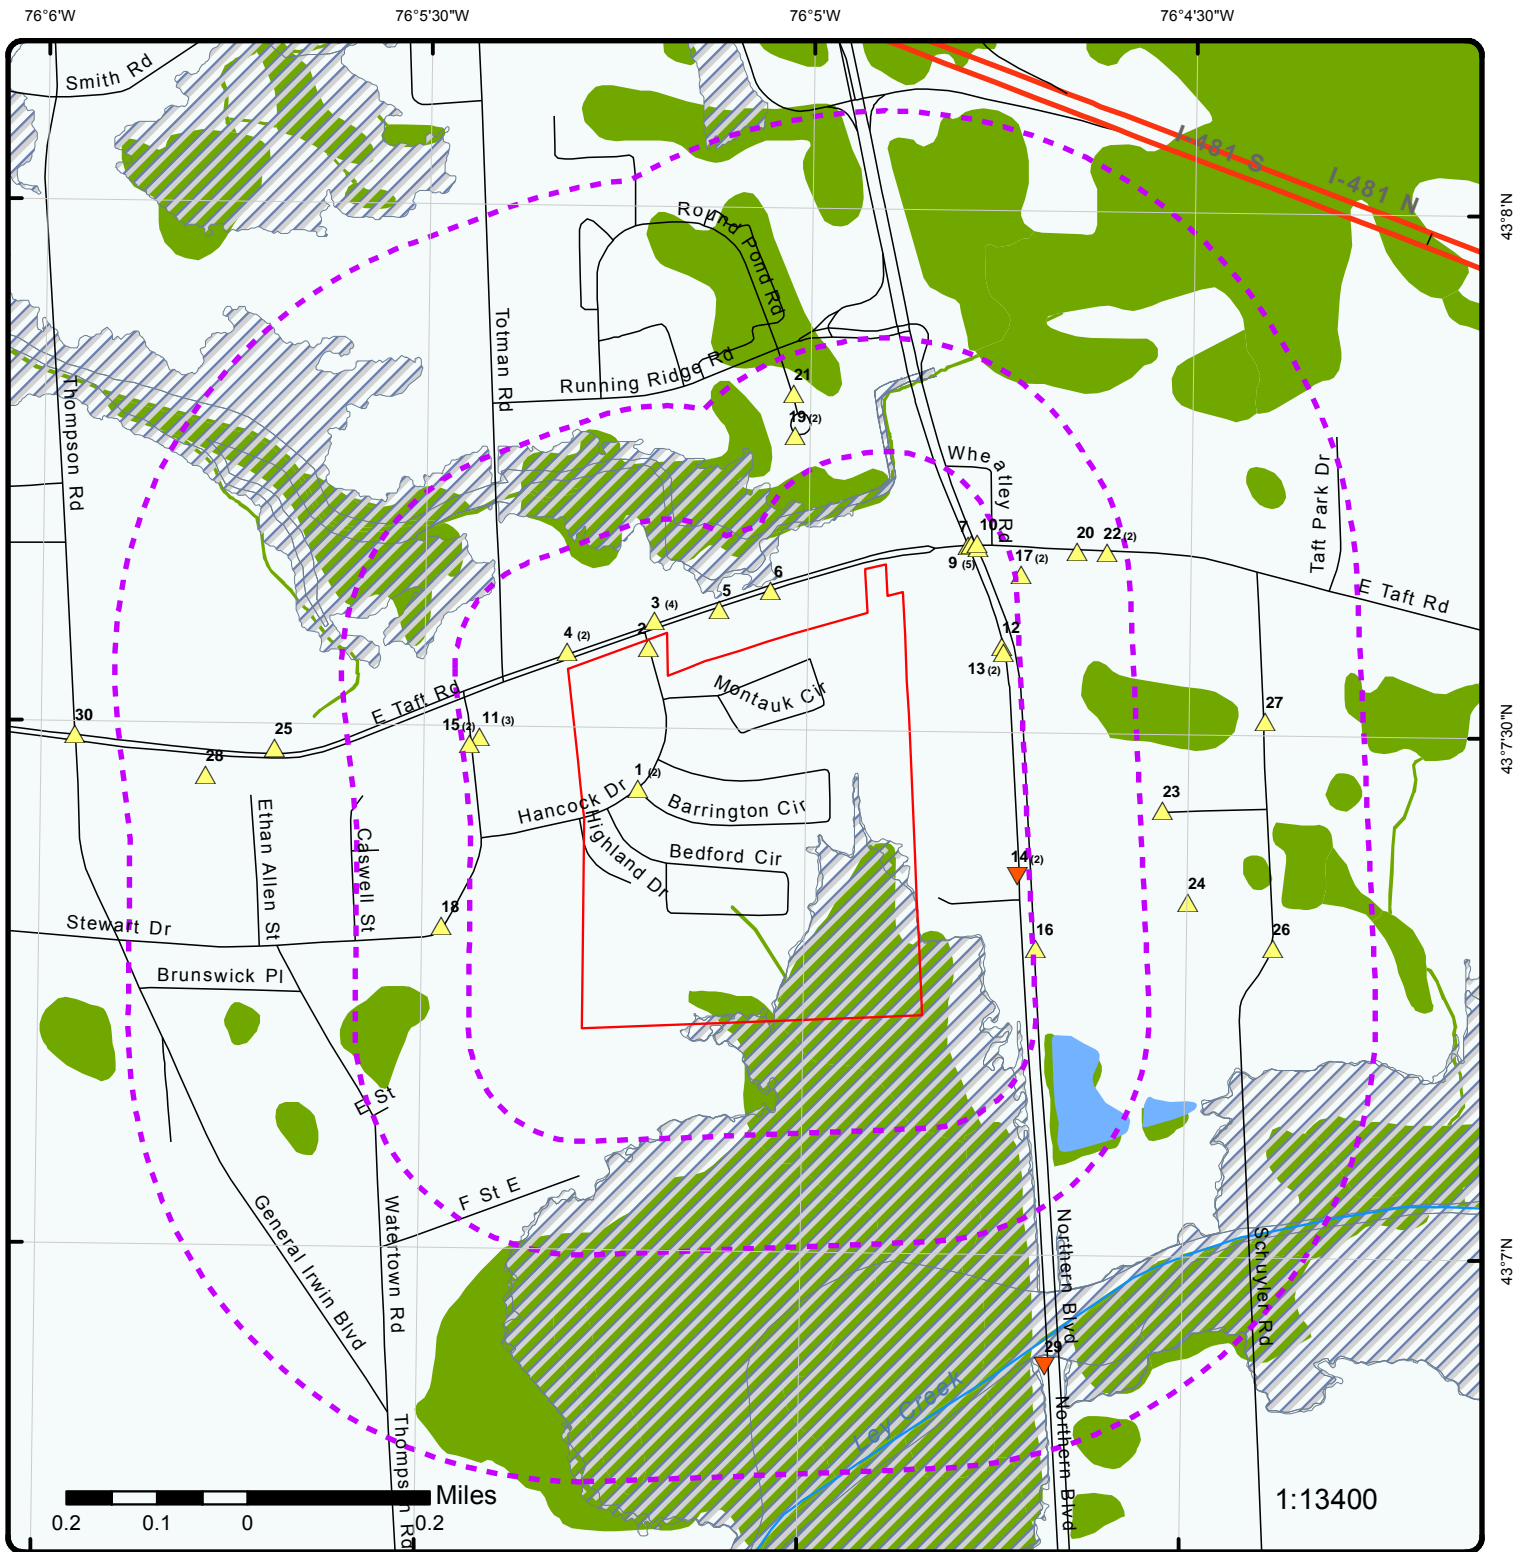 76°6'W
76°5'30"W
76°5'W
76°4'30"W
Smith Rd
I-481 S
I-481 N
43°8'N
Round Pond Rd
Totman Rd
Running Ridge Rd
21
19 (2)
Thompson Rd
Wheatley Rd
Taft Park Dr
7
10
9 (5)
17 (2)
20
22 (2)
E Taft Rd
6
5
3 (4)
2
4 (2)
12
13 (2)
Montauk Cir
E Taft Rd
27
30
25
15 (2)
11 (3)
28
43°7'30"N
1 (2)
Hancock Dr
Barrington Cir
23
Ethan Allen St
Caswell St
Highland Dr
Bedford Cir
14 (2)
24
18
Stewart Dr
16
26
Brunswick Pl
E St
F St E
General Irwin Blvd
Watertown Rd
Northern Blvd
Schuyler Rd
43°7'N
29
Ley Creek
Northern Blvd
Thompson Rd
Miles
0.2
0.1
0
0.2
1:13400